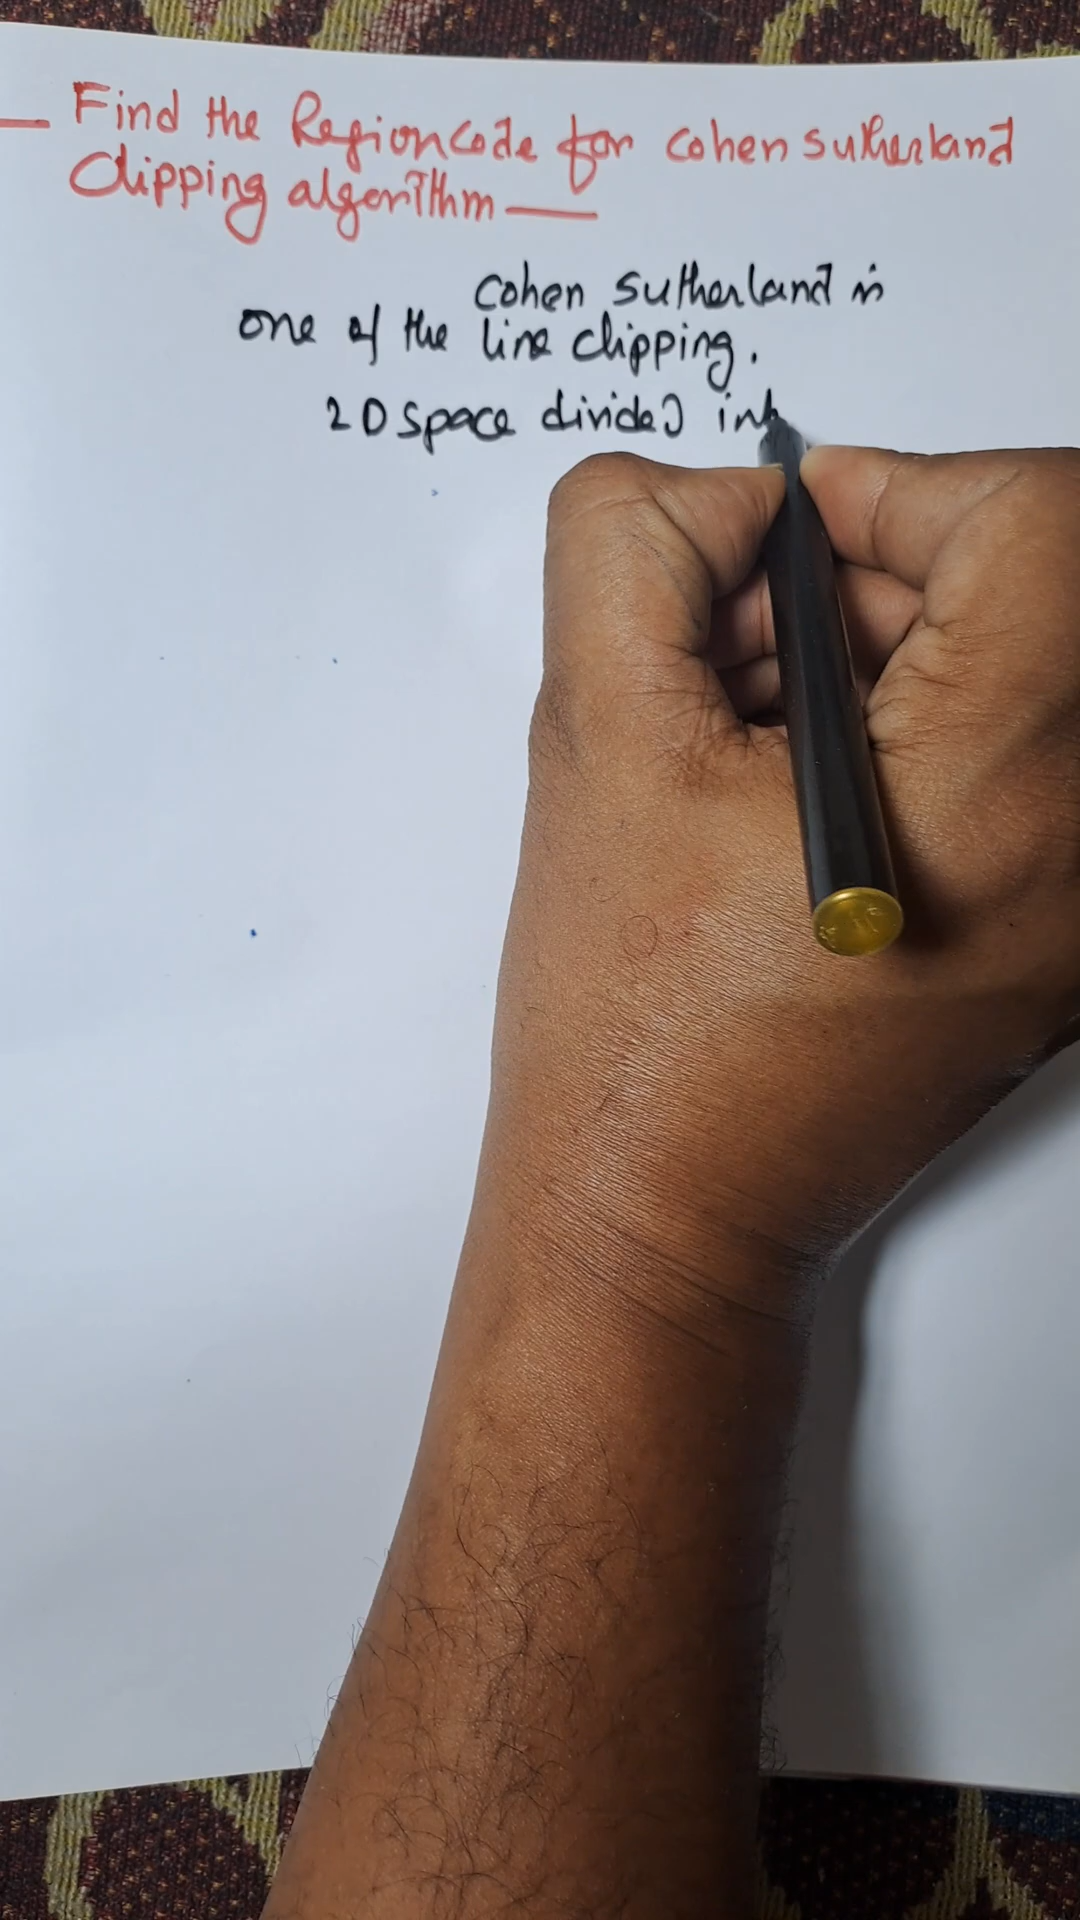 Find the Regioncode for cohen sutherland
Clipping algorithm
cohen sutherland is
one of the line clipping.
2D space divided into